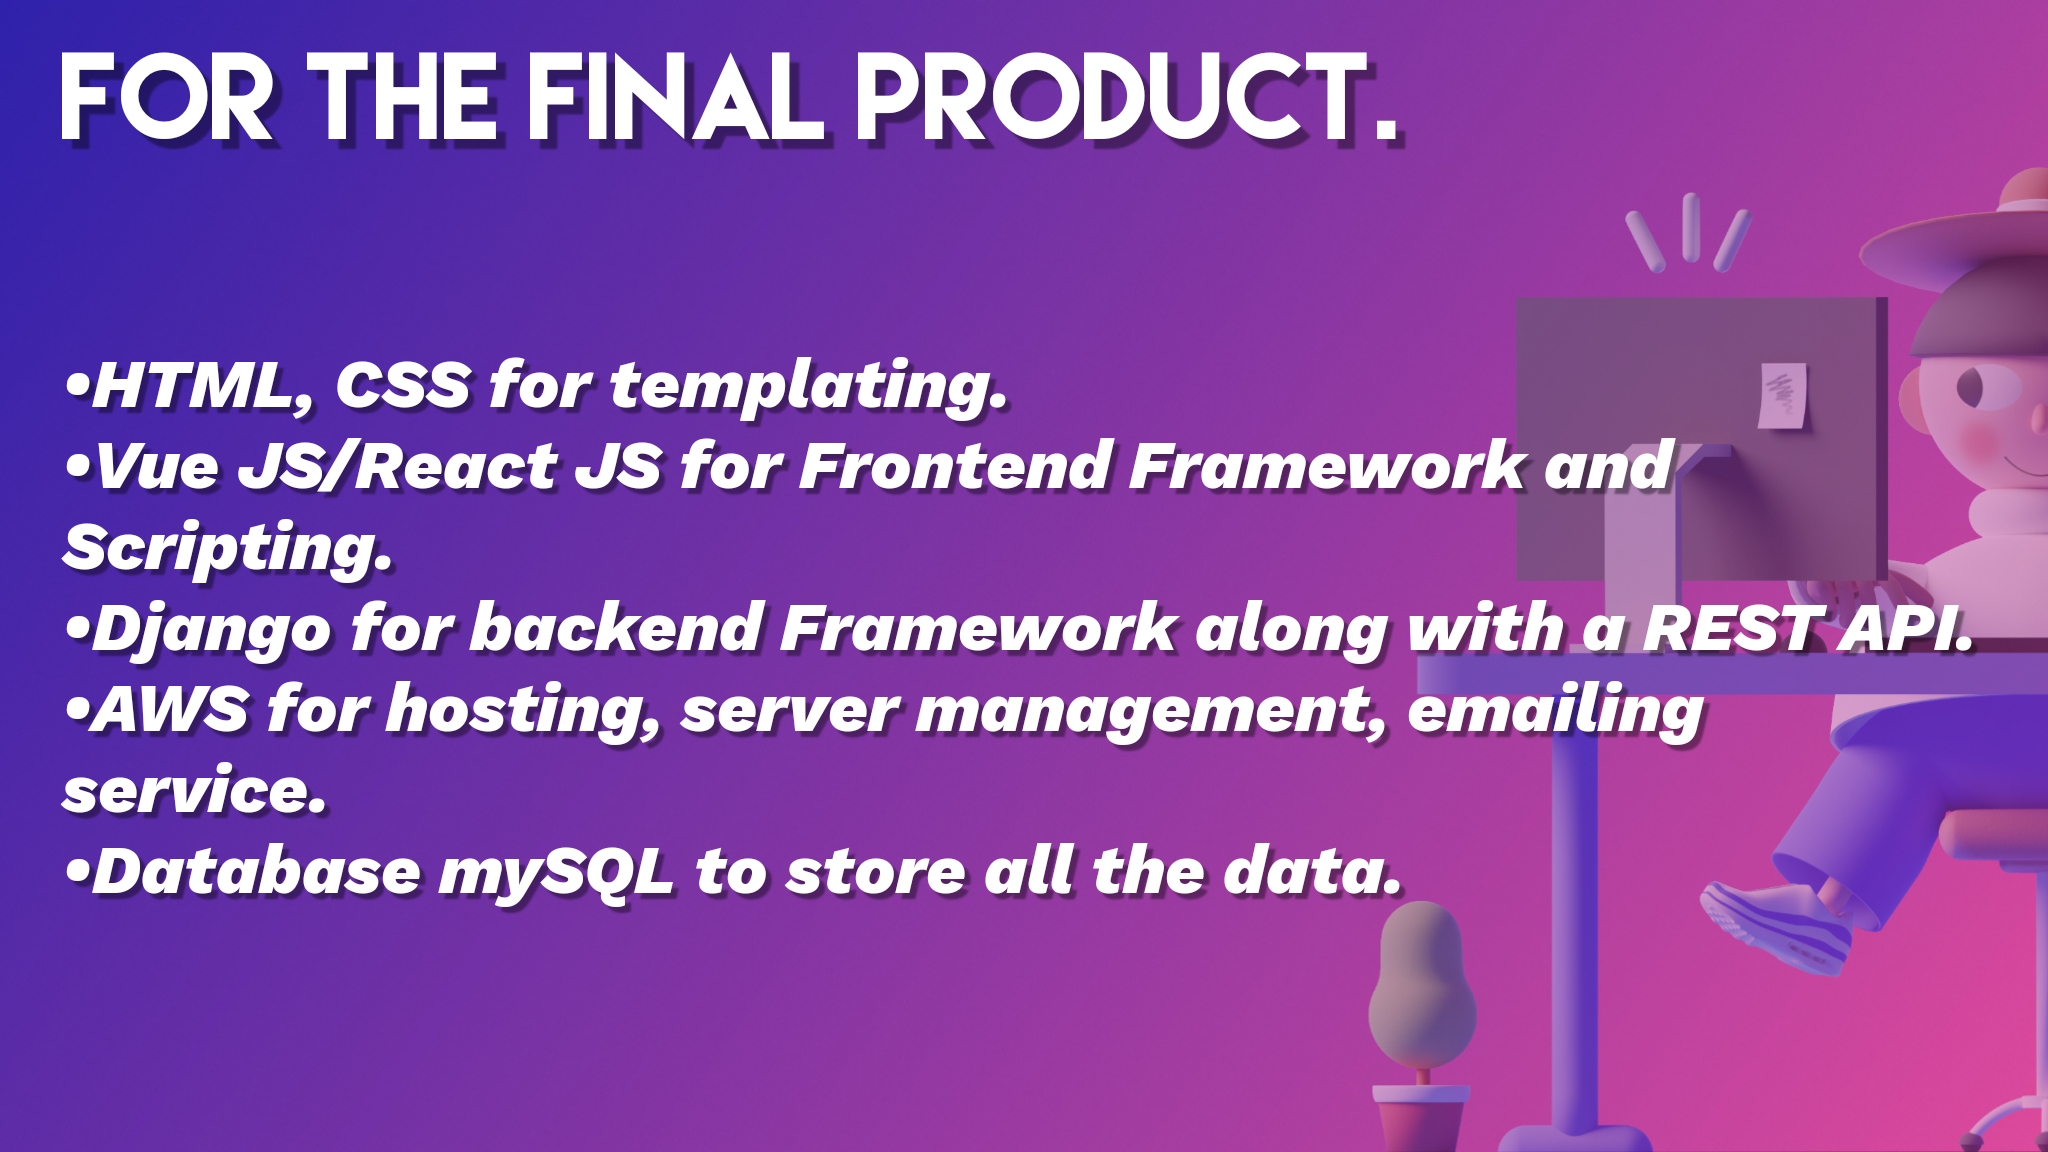 FOR THE FINAL PRODUCT.
•HTML, CSS for templating.
•Vue JS/React JS for Frontend Framework and
Scripting.
•Django for backend Framework along with a REST API.
•AWS for hosting, server management, emailing
service.
•Database mySQL to store all the data.